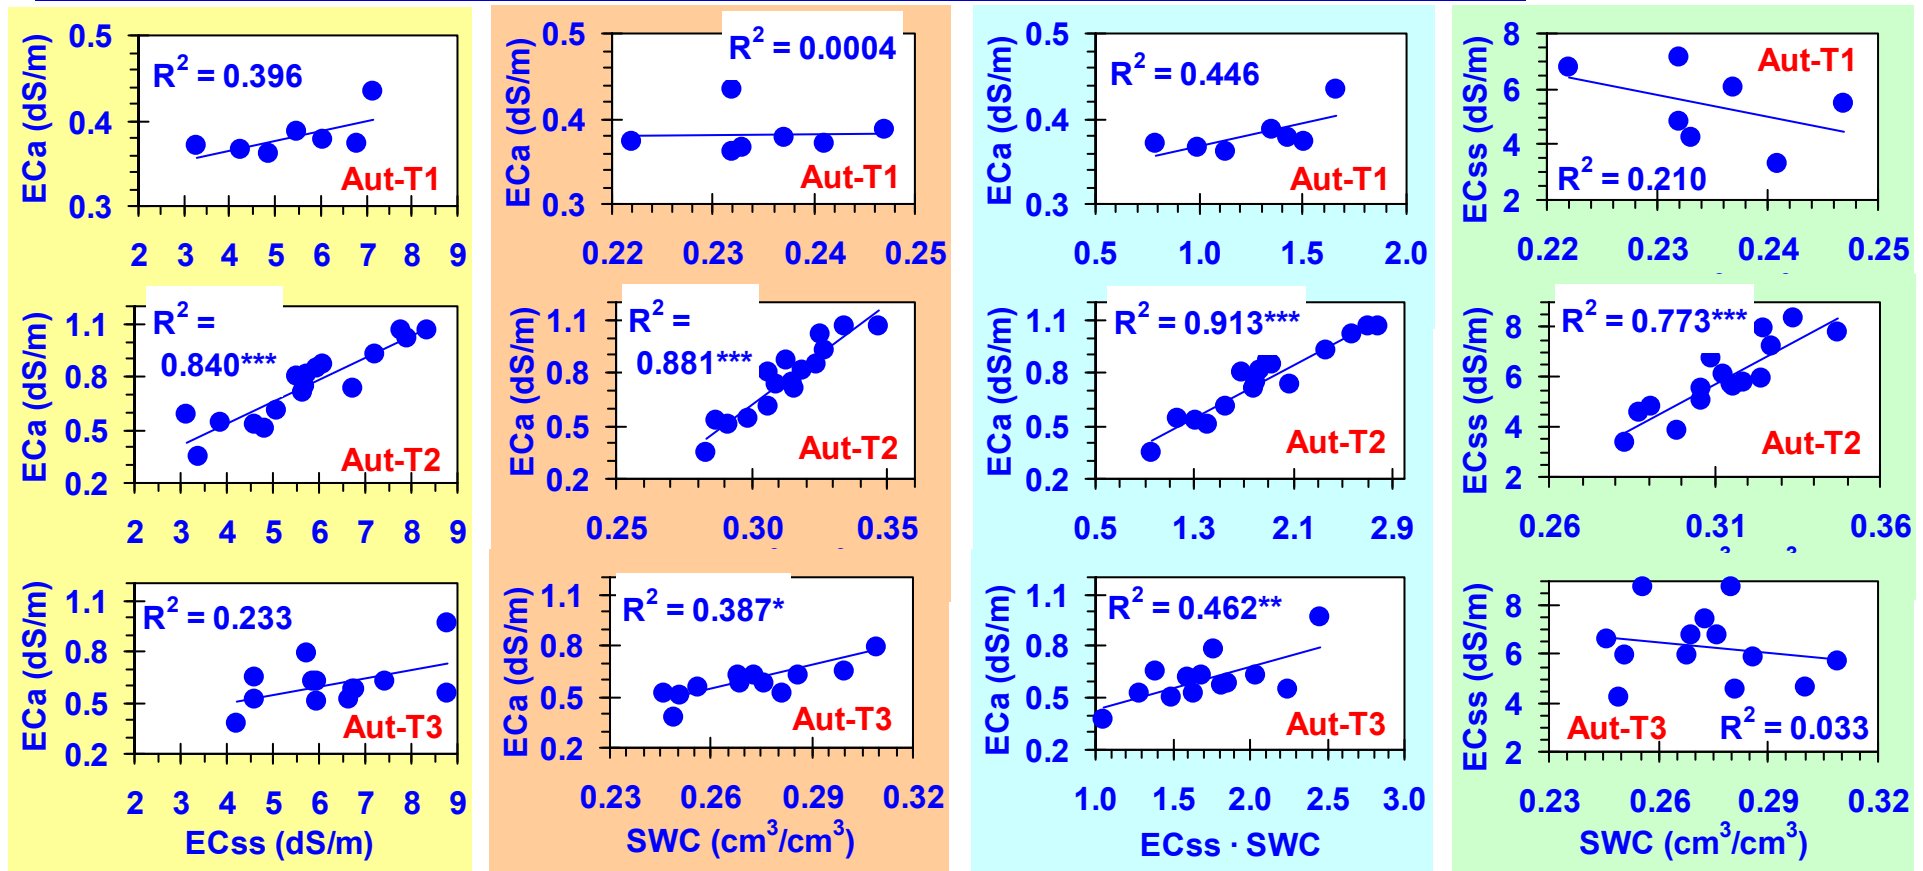 ECa (dS/m)
0.5
0.4
0.3
R² = 0.396
Aut-T1
2 3 4 5 6 7 8 9
ECa (dS/m)
0.5
0.4
0.3
R² = 0.0004
Aut-T1
0.22 0.23 0.24 0.25
ECa (dS/m)
0.5
0.4
0.3
R² = 0.446
Aut-T1
0.5 1.0 1.5 2.0
ECss (dS/m)
8
6
4
2
Aut-T1
R² = 0.210
0.22 0.23 0.24 0.25
ECa (dS/m)
1.1
0.8
0.5
0.2
R² =
0.840***
Aut-T2
2 3 4 5 6 7 8 9
ECa (dS/m)
1.1
0.8
0.5
0.2
R² =
0.881***
Aut-T2
0.25 0.30 0.35
ECa (dS/m)
1.1
0.8
0.5
0.2
R² = 0.913***
Aut-T2
0.5 1.3 2.1 2.9
ECss (dS/m)
8
6
4
2
R² = 0.773***
Aut-T2
0.26 0.31 0.36
ECa (dS/m)
1.1
0.8
0.5
0.2
R² = 0.233
Aut-T3
2 3 4 5 6 7 8 9
ECss (dS/m)
ECa (dS/m)
1.1
0.8
0.5
0.2
R² = 0.387*
Aut-T3
0.23 0.26 0.29 0.32
SWC (cm³/cm³)
ECa (dS/m)
1.1
0.8
0.5
0.2
R² = 0.462**
Aut-T3
1.0 1.5 2.0 2.5 3.0
ECss · SWC
ECss (dS/m)
8
6
4
2
Aut-T3
R² = 0.033
0.23 0.26 0.29 0.32
SWC (cm³/cm³)